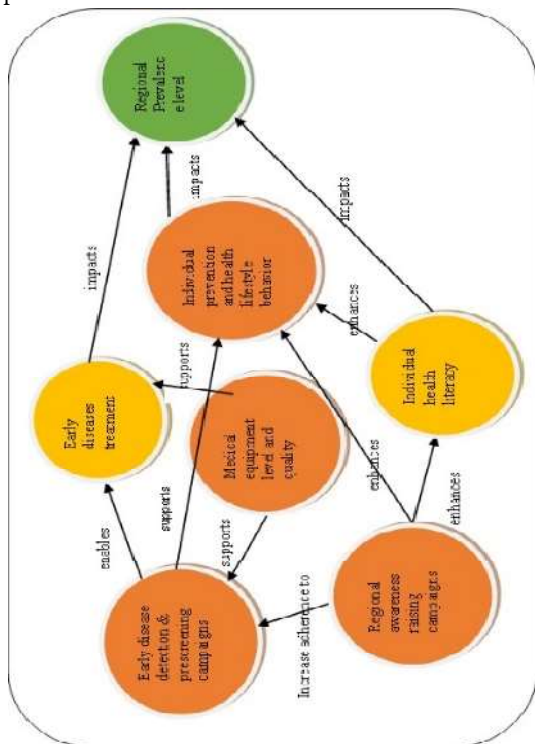 Increase adherence to
Early disease
detection &
prescreening
campaigns
Regional
awareness
raising
campaigns
enables
supports
supports
enhances
enhances
Medical
equipment
level and
quality
Early
diseases
treatment
supports
Individual
health
literacy
enhances
Individual
prevention
and health
lifestyle
behavior
impacts
impacts
impacts
Regional
Prevalenc
e level